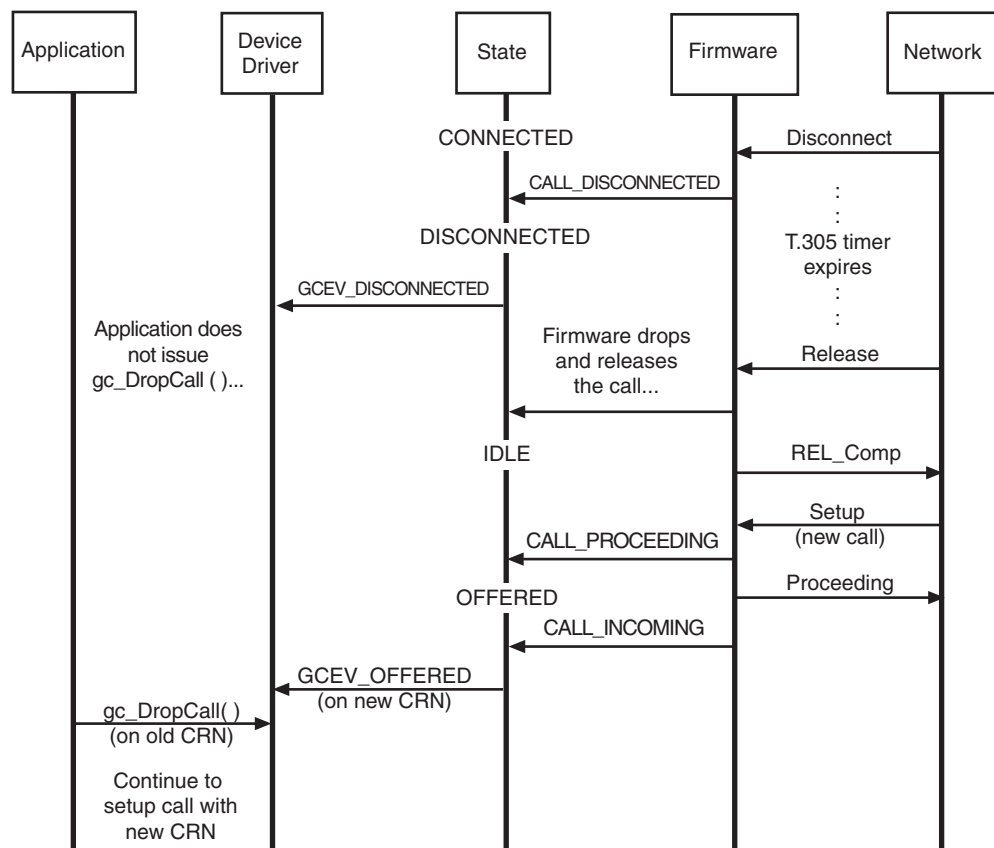 Application
Device
Driver
State
Firmware
Network
CONNECTED
Disconnect
CALL_DISCONNECTED
:
:
DISCONNECTED
T.305 timer
expires
GCEV_DISCONNECTED
:
:
Application does
not issue
gc_DropCall ( )...
Firmware drops
and releases
the call...
Release
IDLE
REL_Comp
Setup
(new call)
CALL_PROCEEDING
Proceeding
OFFERED
CALL_INCOMING
GCEV_OFFERED
(on new CRN)
gc_DropCall( )
(on old CRN)
Continue to
setup call with
new CRN